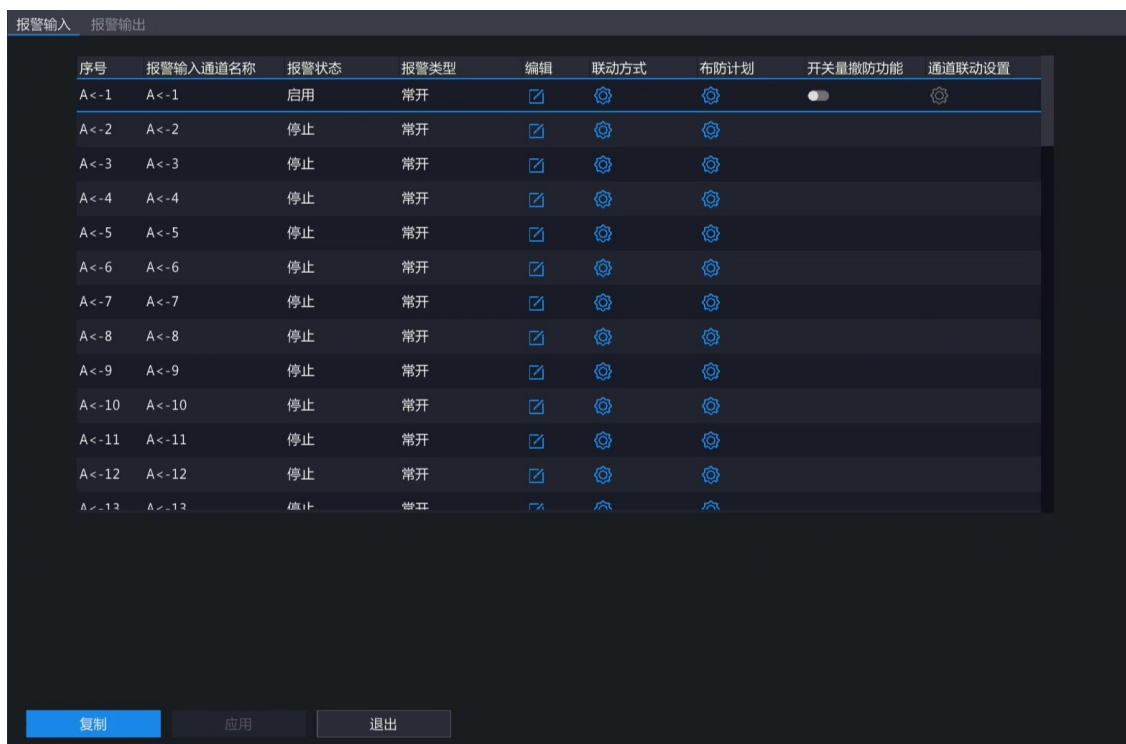 报警输入 报警输出
序号 报警输入通道名称 报警状态 报警类型 编辑 联动方式 布防计划 开关量撤防功能 通道联动设置
A<-1 A<-1 启用 常开
A<-2 A<-2 停止 常开
A<-3 A<-3 停止 常开
A<-4 A<-4 停止 常开
A<-5 A<-5 停止 常开
A<-6 A<-6 停止 常开
A<-7 A<-7 停止 常开
A<-8 A<-8 停止 常开
A<-9 A<-9 停止 常开
A<-10 A<-10 停止 常开
A<-11 A<-11 停止 常开
A<-12 A<-12 停止 常开
A<-13 A<-13 停止 常开
复制 应用 退出